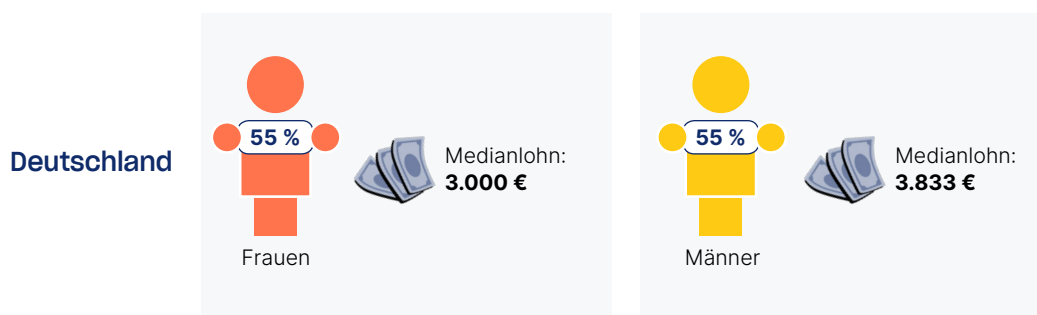 Deutschland
55 %
Medianlohn:
3.000 €
Frauen
55 %
Medianlohn:
3.833 €
Männer